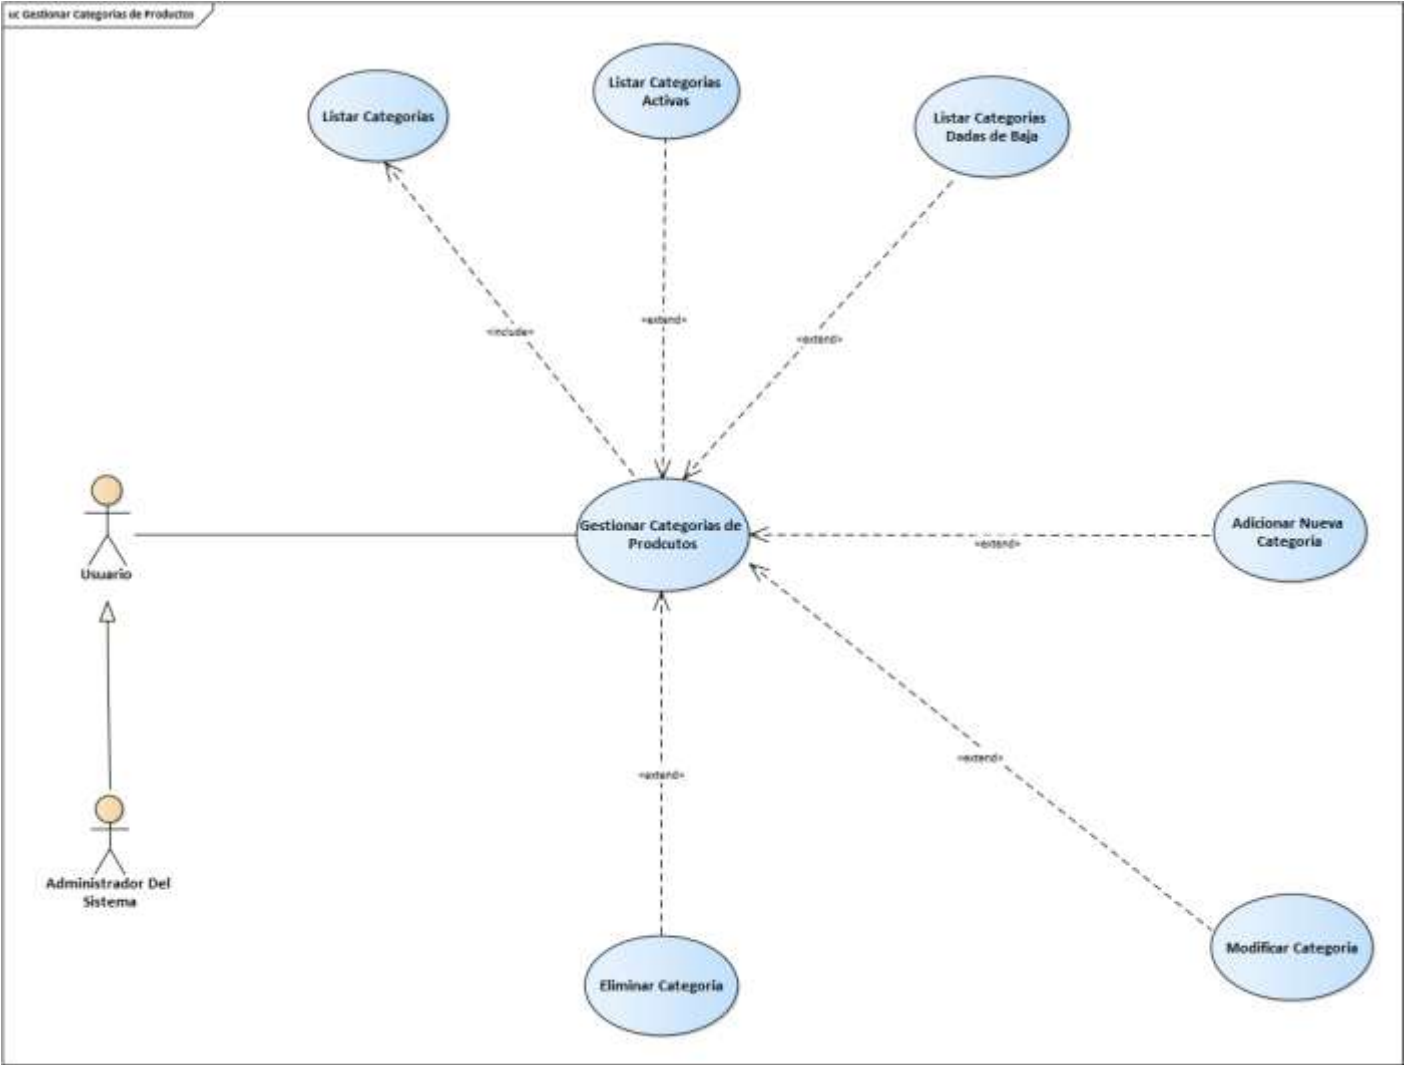 uc Gestionar Categorias de Productos
Listar Categorias
Listar Categorias
Activas
Listar Categorias
Dadas de Baja
«include»
«extend»
«extend»
Usuario
Gestionar Categorias de
Prodcutos
«extend»
Adicionar Nueva
Categoria
«extend»
«extend»
Administrador Del
Sistema
Eliminar Categoria
Modificar Categoria